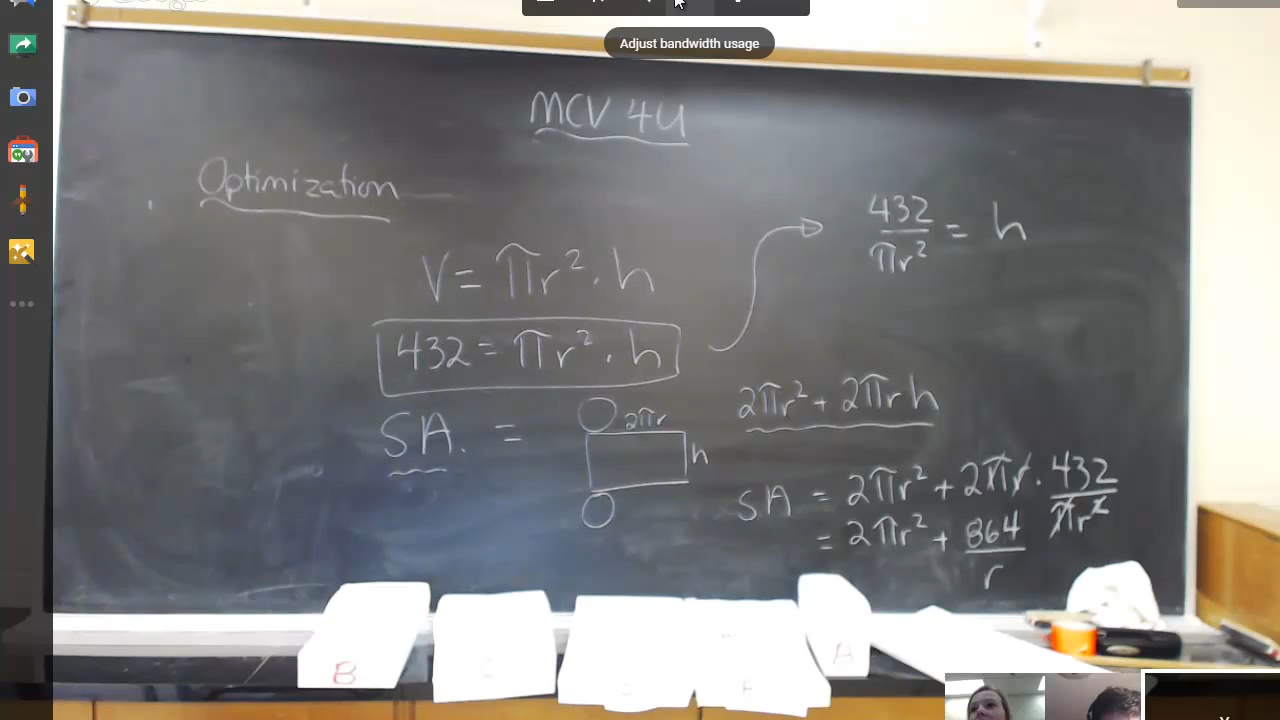 Adjust bandwidth usage
MCV 4U
Optimization
432/πr² = h
V = πr² · h
432 = πr² · h
2πr² + 2πrh
SA. =
2πr
h
SA = 2πr² + 2πr · 432/πr²
= 2πr² + 864/r
B
A